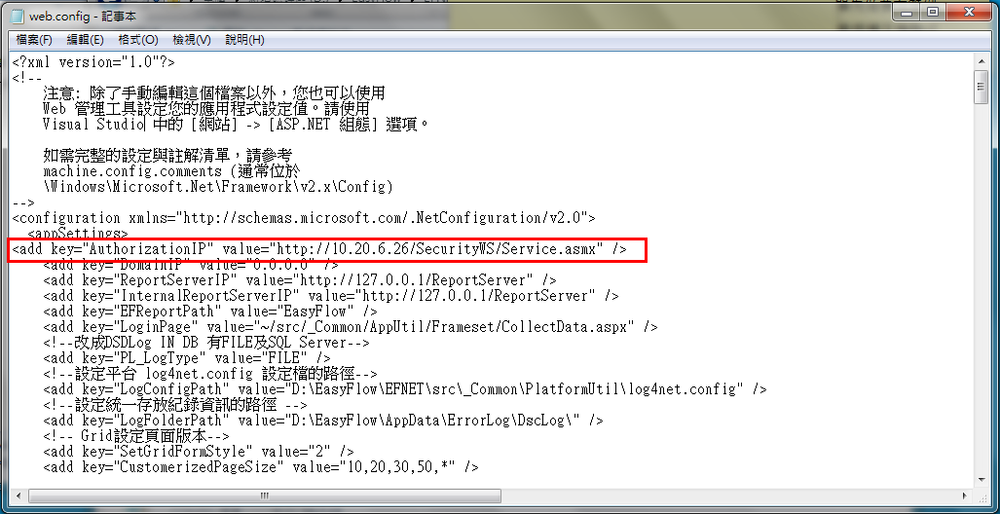 web.config - 記事本
檔案(F) 編輯(E) 格式(O) 檢視(V) 說明(H)
<?xml version="1.0"?>
<!--
    注意: 除了手動編輯這個檔案以外，您也可以使用
    Web 管理工具設定您的應用程式設定值。請使用
    Visual Studio 中的 [網站] -> [ASP.NET 組態] 選項。
    如需完整的設定與註解清單，請參考
    machine.config.comments (通常位於
    \Windows\Microsoft.Net\Framework\v2.x\Config)
-->
<configuration xmlns="http://schemas.microsoft.com/.NetConfiguration/v2.0">
  <appSettings>
<add key="AuthorizationIP" value="http://10.20.6.26/SecurityWS/Service.asmx" />
    <add key="DomainIP" value="0.0.0.0" />
    <add key="ReportServerIP" value="http://127.0.0.1/ReportServer" />
    <add key="InternalReportServerIP" value="http://127.0.0.1/ReportServer" />
    <add key="EFReportPath" value="EasyFlow" />
    <add key="LoginPage" value="~/src/_Common/AppUtil/Frameset/CollectData.aspx" />
    <!--改成DSDLog IN DB 有FILE及SQL Server-->
    <add key="PL_LogType" value="FILE" />
    <!--設定平台 log4net.config 設定檔的路徑-->
    <add key="LogConfigPath" value="D:\EasyFlow\EFNET\src\_Common\PlatformUtil\log4net.config" />
    <!--設定統一存放紀錄資訊的路徑 -->
    <add key="LogFolderPath" value="D:\EasyFlow\AppData\ErrorLog\DscLog\" />
    <!-- Grid設定頁面版本-->
    <add key="SetGridFormStyle" value="2" />
    <add key="CustomerizedPageSize" value="10,20,30,50,*" />